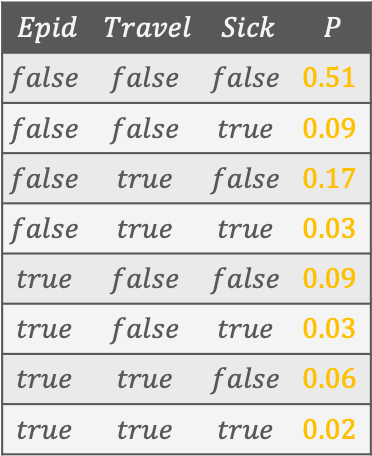 Epid Travel Sick P
false false false 0.51
false false true 0.09
false true false 0.17
false true true 0.03
true false false 0.09
true false true 0.03
true true false 0.06
true true true 0.02